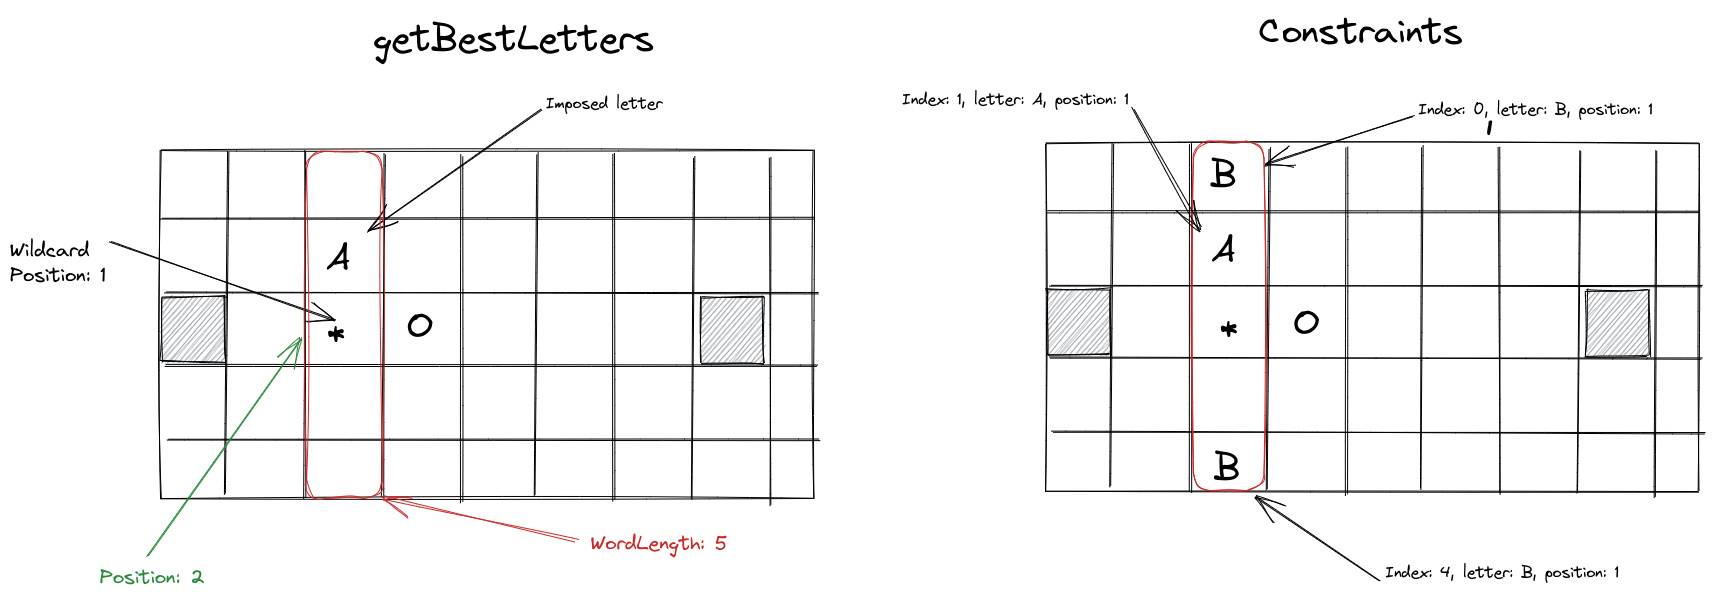 getBestLetters
Imposed letter
Wildcard
Position: 1
A
* O
WordLength: 5
Position: 2
Constraints
Index: 1, letter: A, position: 1
Index: 0, letter: B, position: 1
B
A
* O
B
Index: 4, letter: B, position: 1